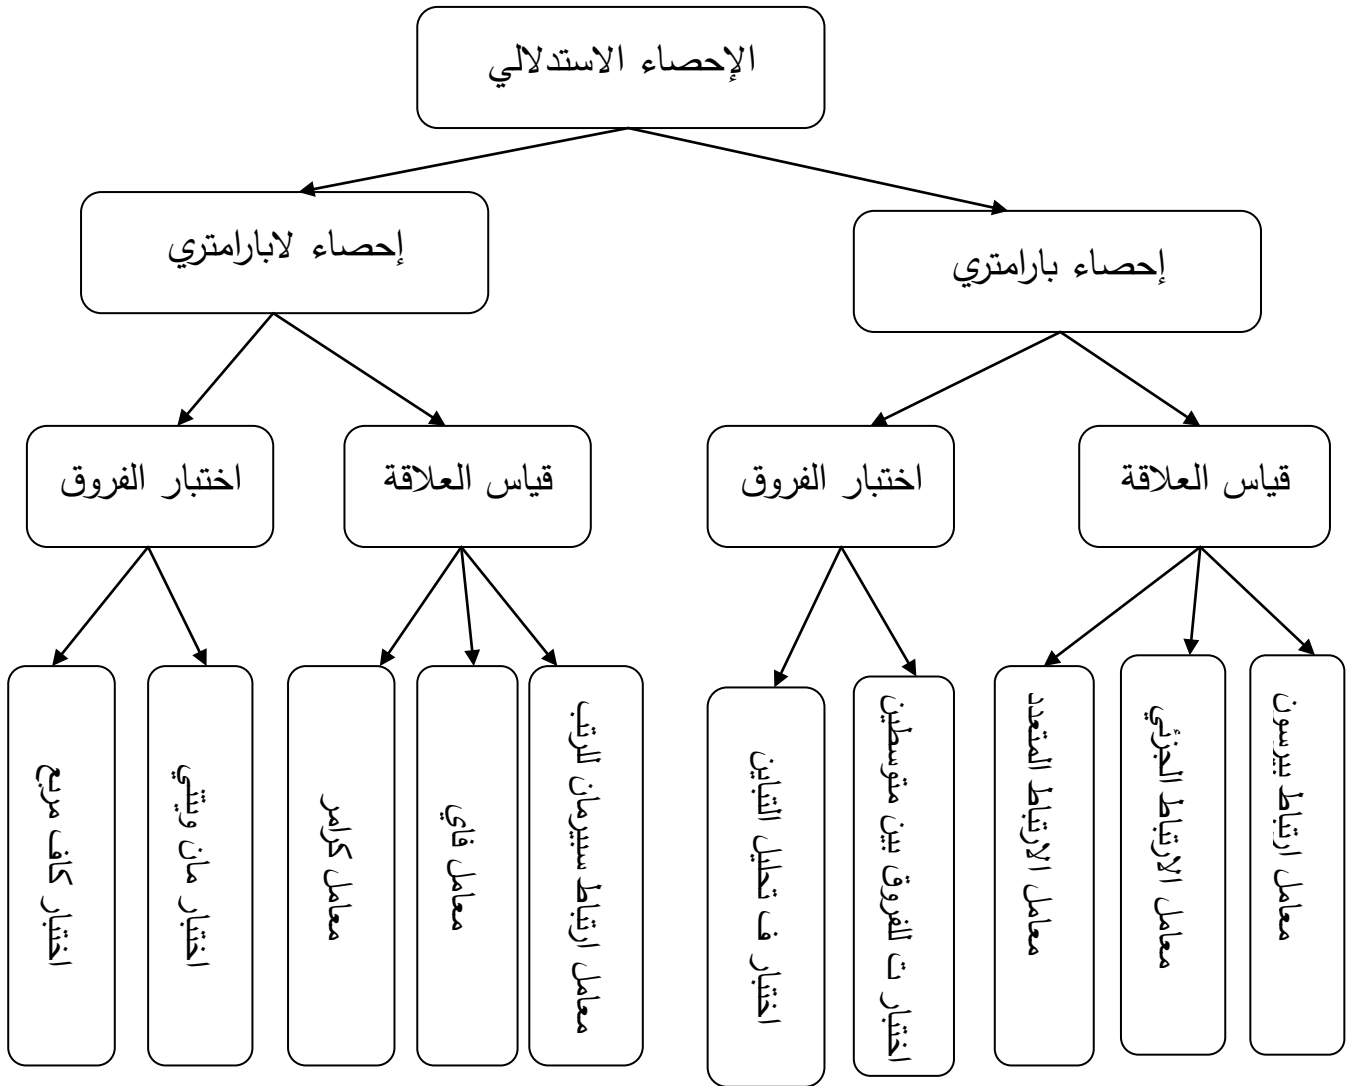 الإحصاء الاستدلالي
إحصاء بارامتري
إحصاء لابارامتري
قياس العلاقة
اختبار الفروق
قياس العلاقة
اختبار الفروق
معامل ارتباط بيرسون
معامل الارتباط الجزئي
معامل الارتباط المتعدد
اختبار ت للفروق بين متوسطين
اختبار ف تحليل التباين
معامل ارتباط سبيرمان للرتب
معامل فاي
معامل كرامر
اختبار مان ويتني
اختبار كاف مربع